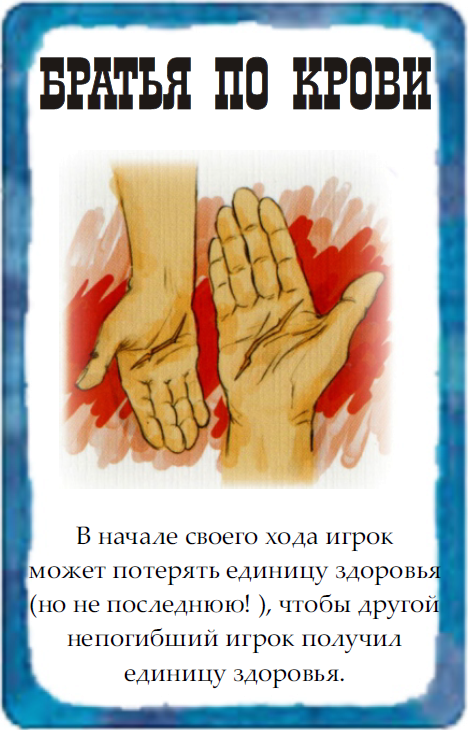 БРАТЬЯ ПО КРОВИ
В начале своего хода игрок
может потерять единицу здоровья
(но не последнюю! ), чтобы другой
непогибший игрок получил
единицу здоровья.